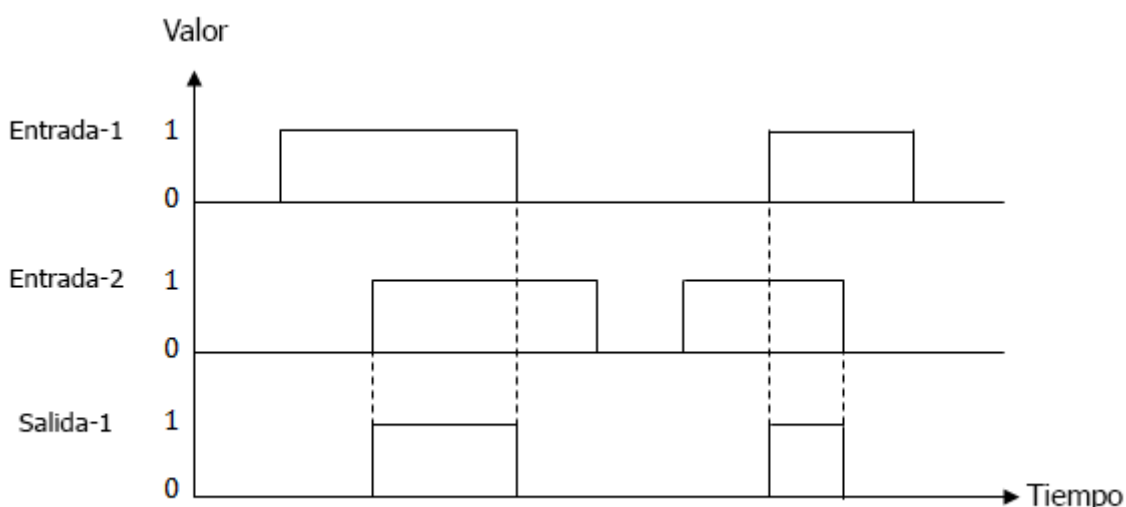 Valor
Entrada-1 1
0
Entrada-2 1
0
Salida-1 1
0
Tiempo